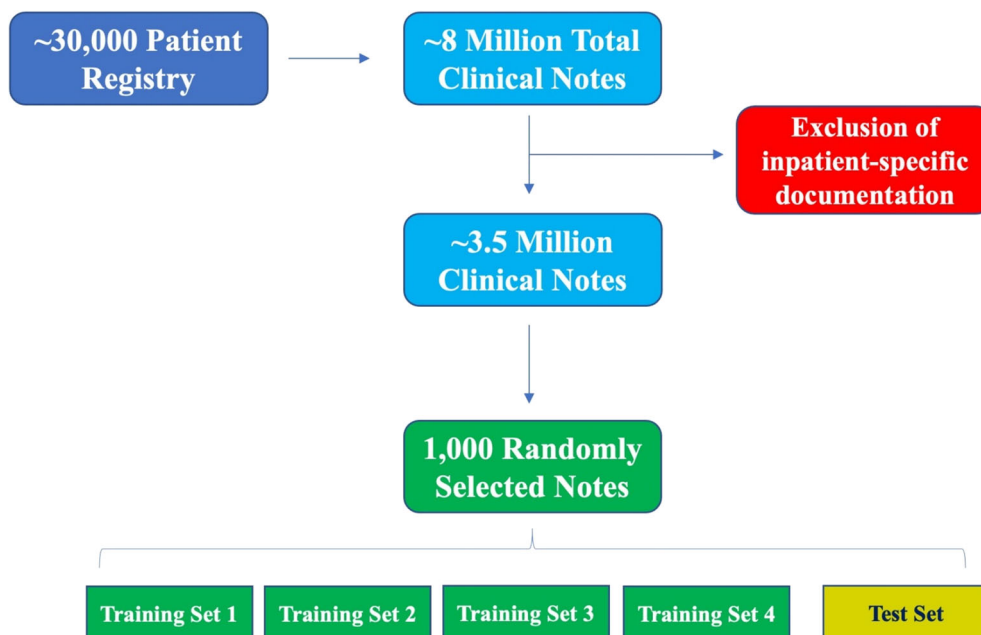 ~30,000 Patient
Registry
~8 Million Total
Clinical Notes
Exclusion of
inpatient-specific
documentation
~3.5 Million
Clinical Notes
1,000 Randomly
Selected Notes
Training Set 1
Training Set 2
Training Set 3
Training Set 4
Test Set